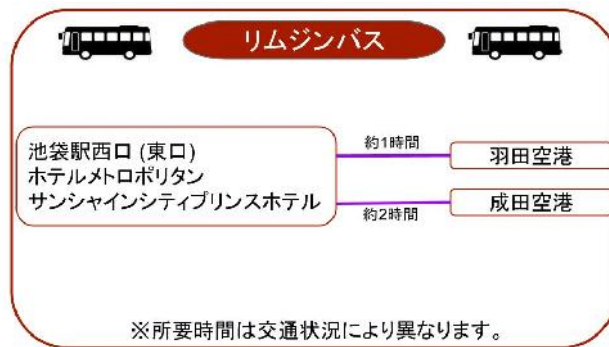 リムジンバス
池袋駅西口 (東口)
ホテルメトロポリタン
サンシャインシティプリンスホテル
約1時間
羽田空港
約2時間
成田空港
※所要時間は交通状況により異なります。